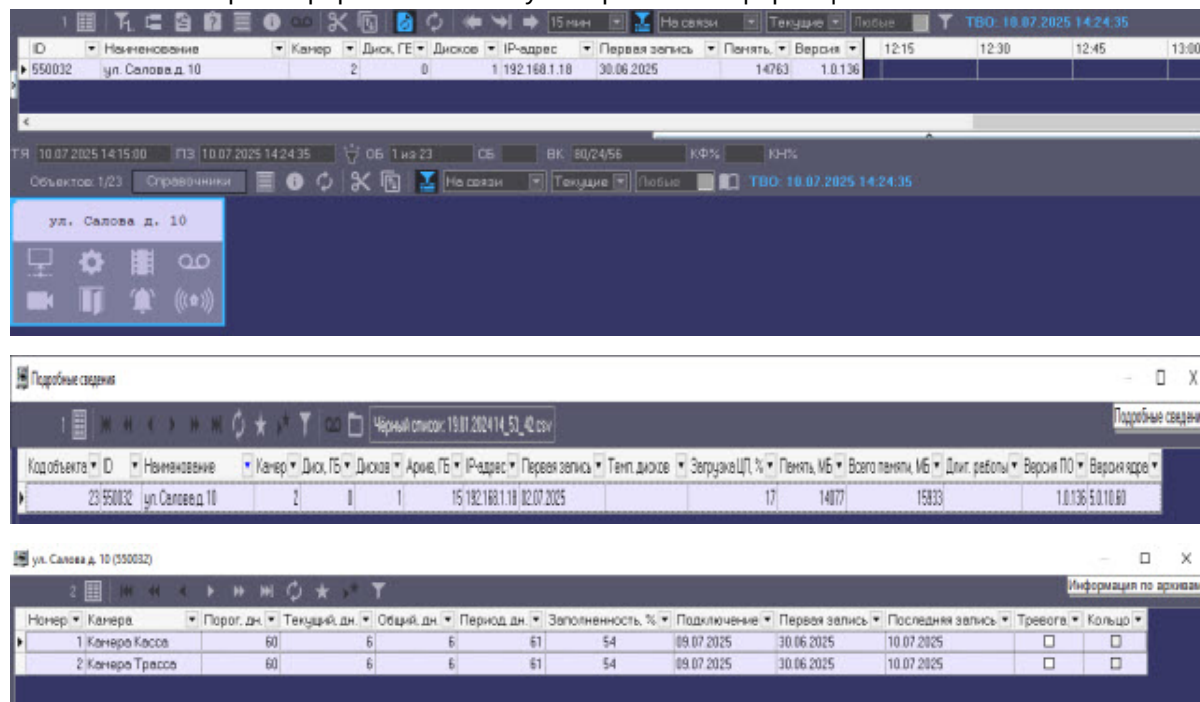 1 15 мин На связи Текущие Любые ТВО: 10.07.2025 14:24:35
ID Наименование Камер Диск, ГБ Дисков IP-адрес Первая запись Память, Версия 12:15 12:30 12:45 13:00
550032 ул. Салова д. 10 2 0 1 192.168.1.18 30.06.2025 14763 1.0.136
ТЯ 10.07.2025 14:15:00 ПЗ 10.07.2025 14:24:35 ОБ 1 из 23 СБ ВК 80/24/56 КФ% КН%
Объектов: 1/23 Справочники На связи Текущие Любые ТВО: 10.07.2025 14:24:35
ул. Салова д. 10
Подробные сведения
Подробные сведени
1 Чёрный список: 19.01.2024 14_53_42.csv
Код объекта ID Наименование Камер Диск, ГБ Дисков Архив, ГБ IP-адрес Первая запись Темп. дисков Загрузка ЦП, % Память, МБ Всего памяти, МБ Длит. работы Версия ПО Версия ядра
23 550032 ул. Салова д. 10 2 0 1 15 192.168.1.18 02.07.2025 17 14077 15933 1.0.136 5.0.10.60
ул. Салова д. 10 (550032)
Информация по архивам
2
Номер Камера Порог, дн. Текущий, дн. Общий, дн. Период, дн. Заполненность, % Подключение Первая запись Последняя запись Тревога Кольцо
1 Камера Касса 60 6 6 61 54 09.07.2025 30.06.2025 10.07.2025
2 Камера Трасса 60 6 6 61 54 09.07.2025 30.06.2025 10.07.2025